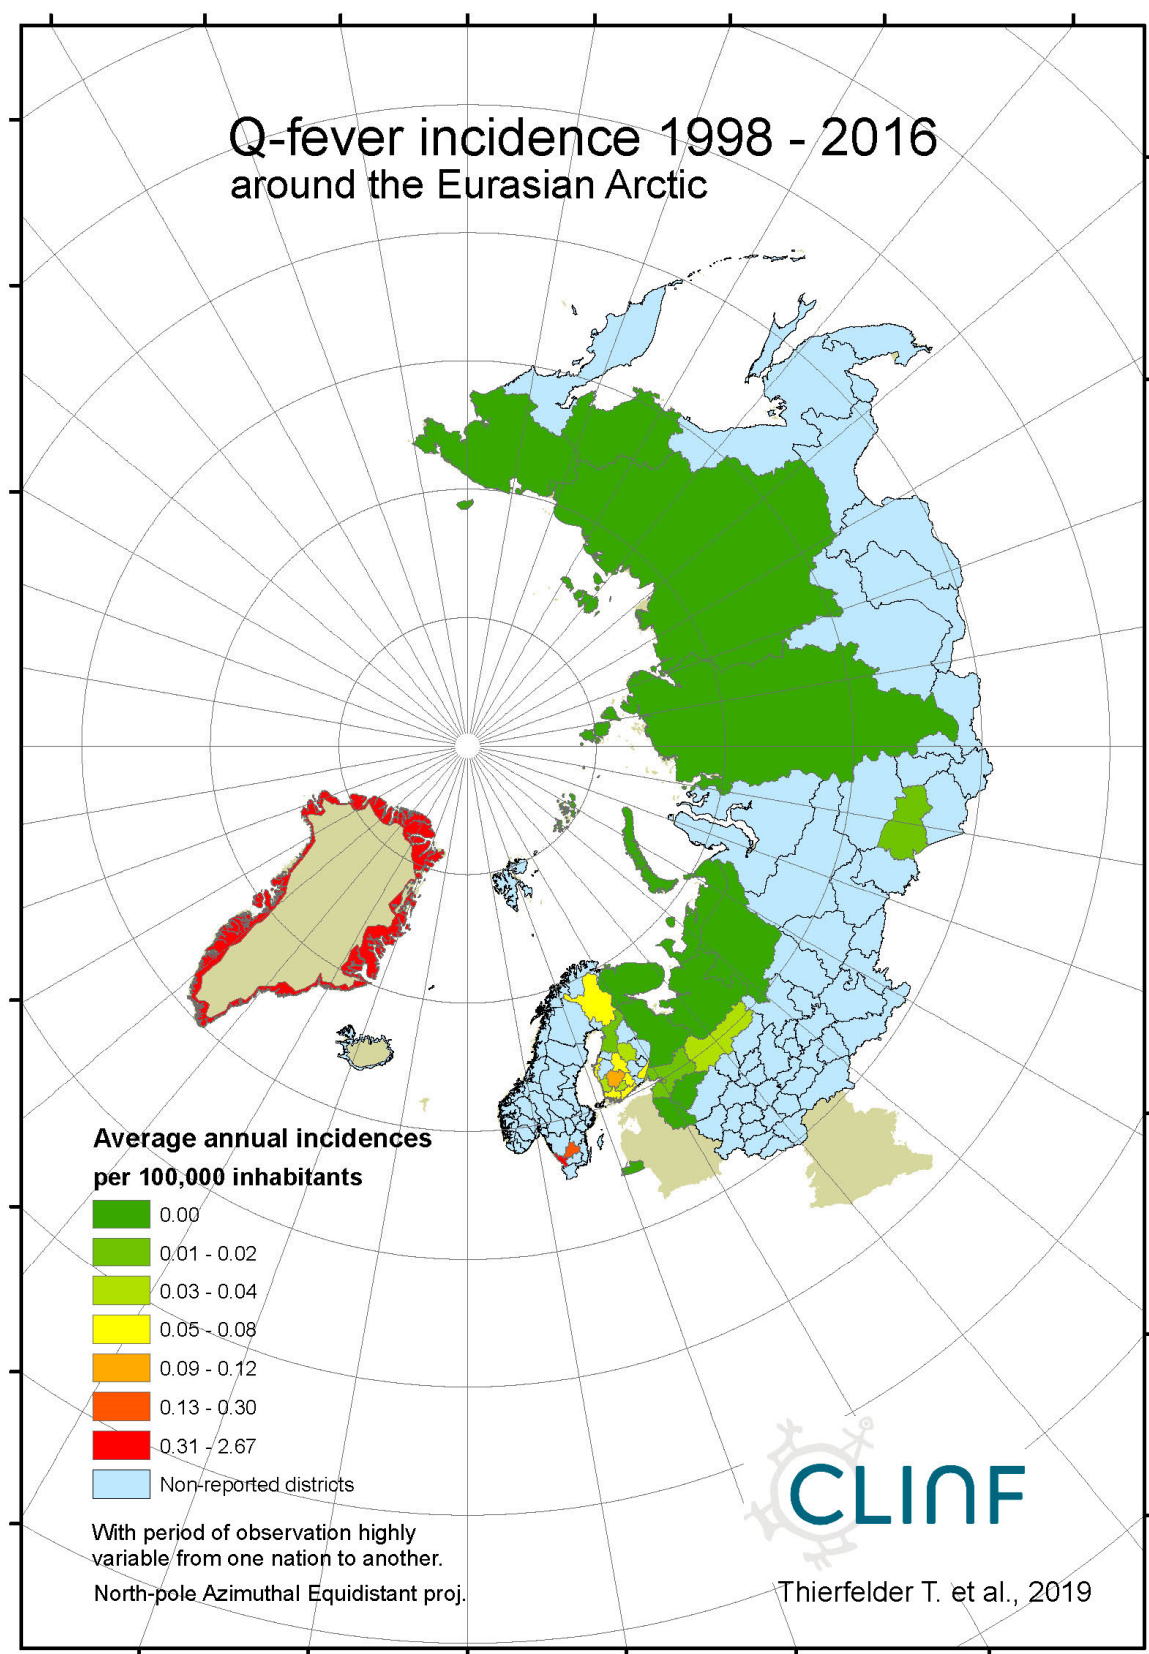 Q-fever incidence 1998 - 2016
around the Eurasian Arctic
Average annual incidences
per 100,000 inhabitants
0.00
0.01 - 0.02
0.03 - 0.04
0.05 - 0.08
0.09 - 0.12
0.13 - 0.30
0.31 - 2.67
Non-reported districts
With period of observation highly
variable from one nation to another.
North-pole Azimuthal Equidistant proj.
CLINF
Thierfelder T. et al., 2019